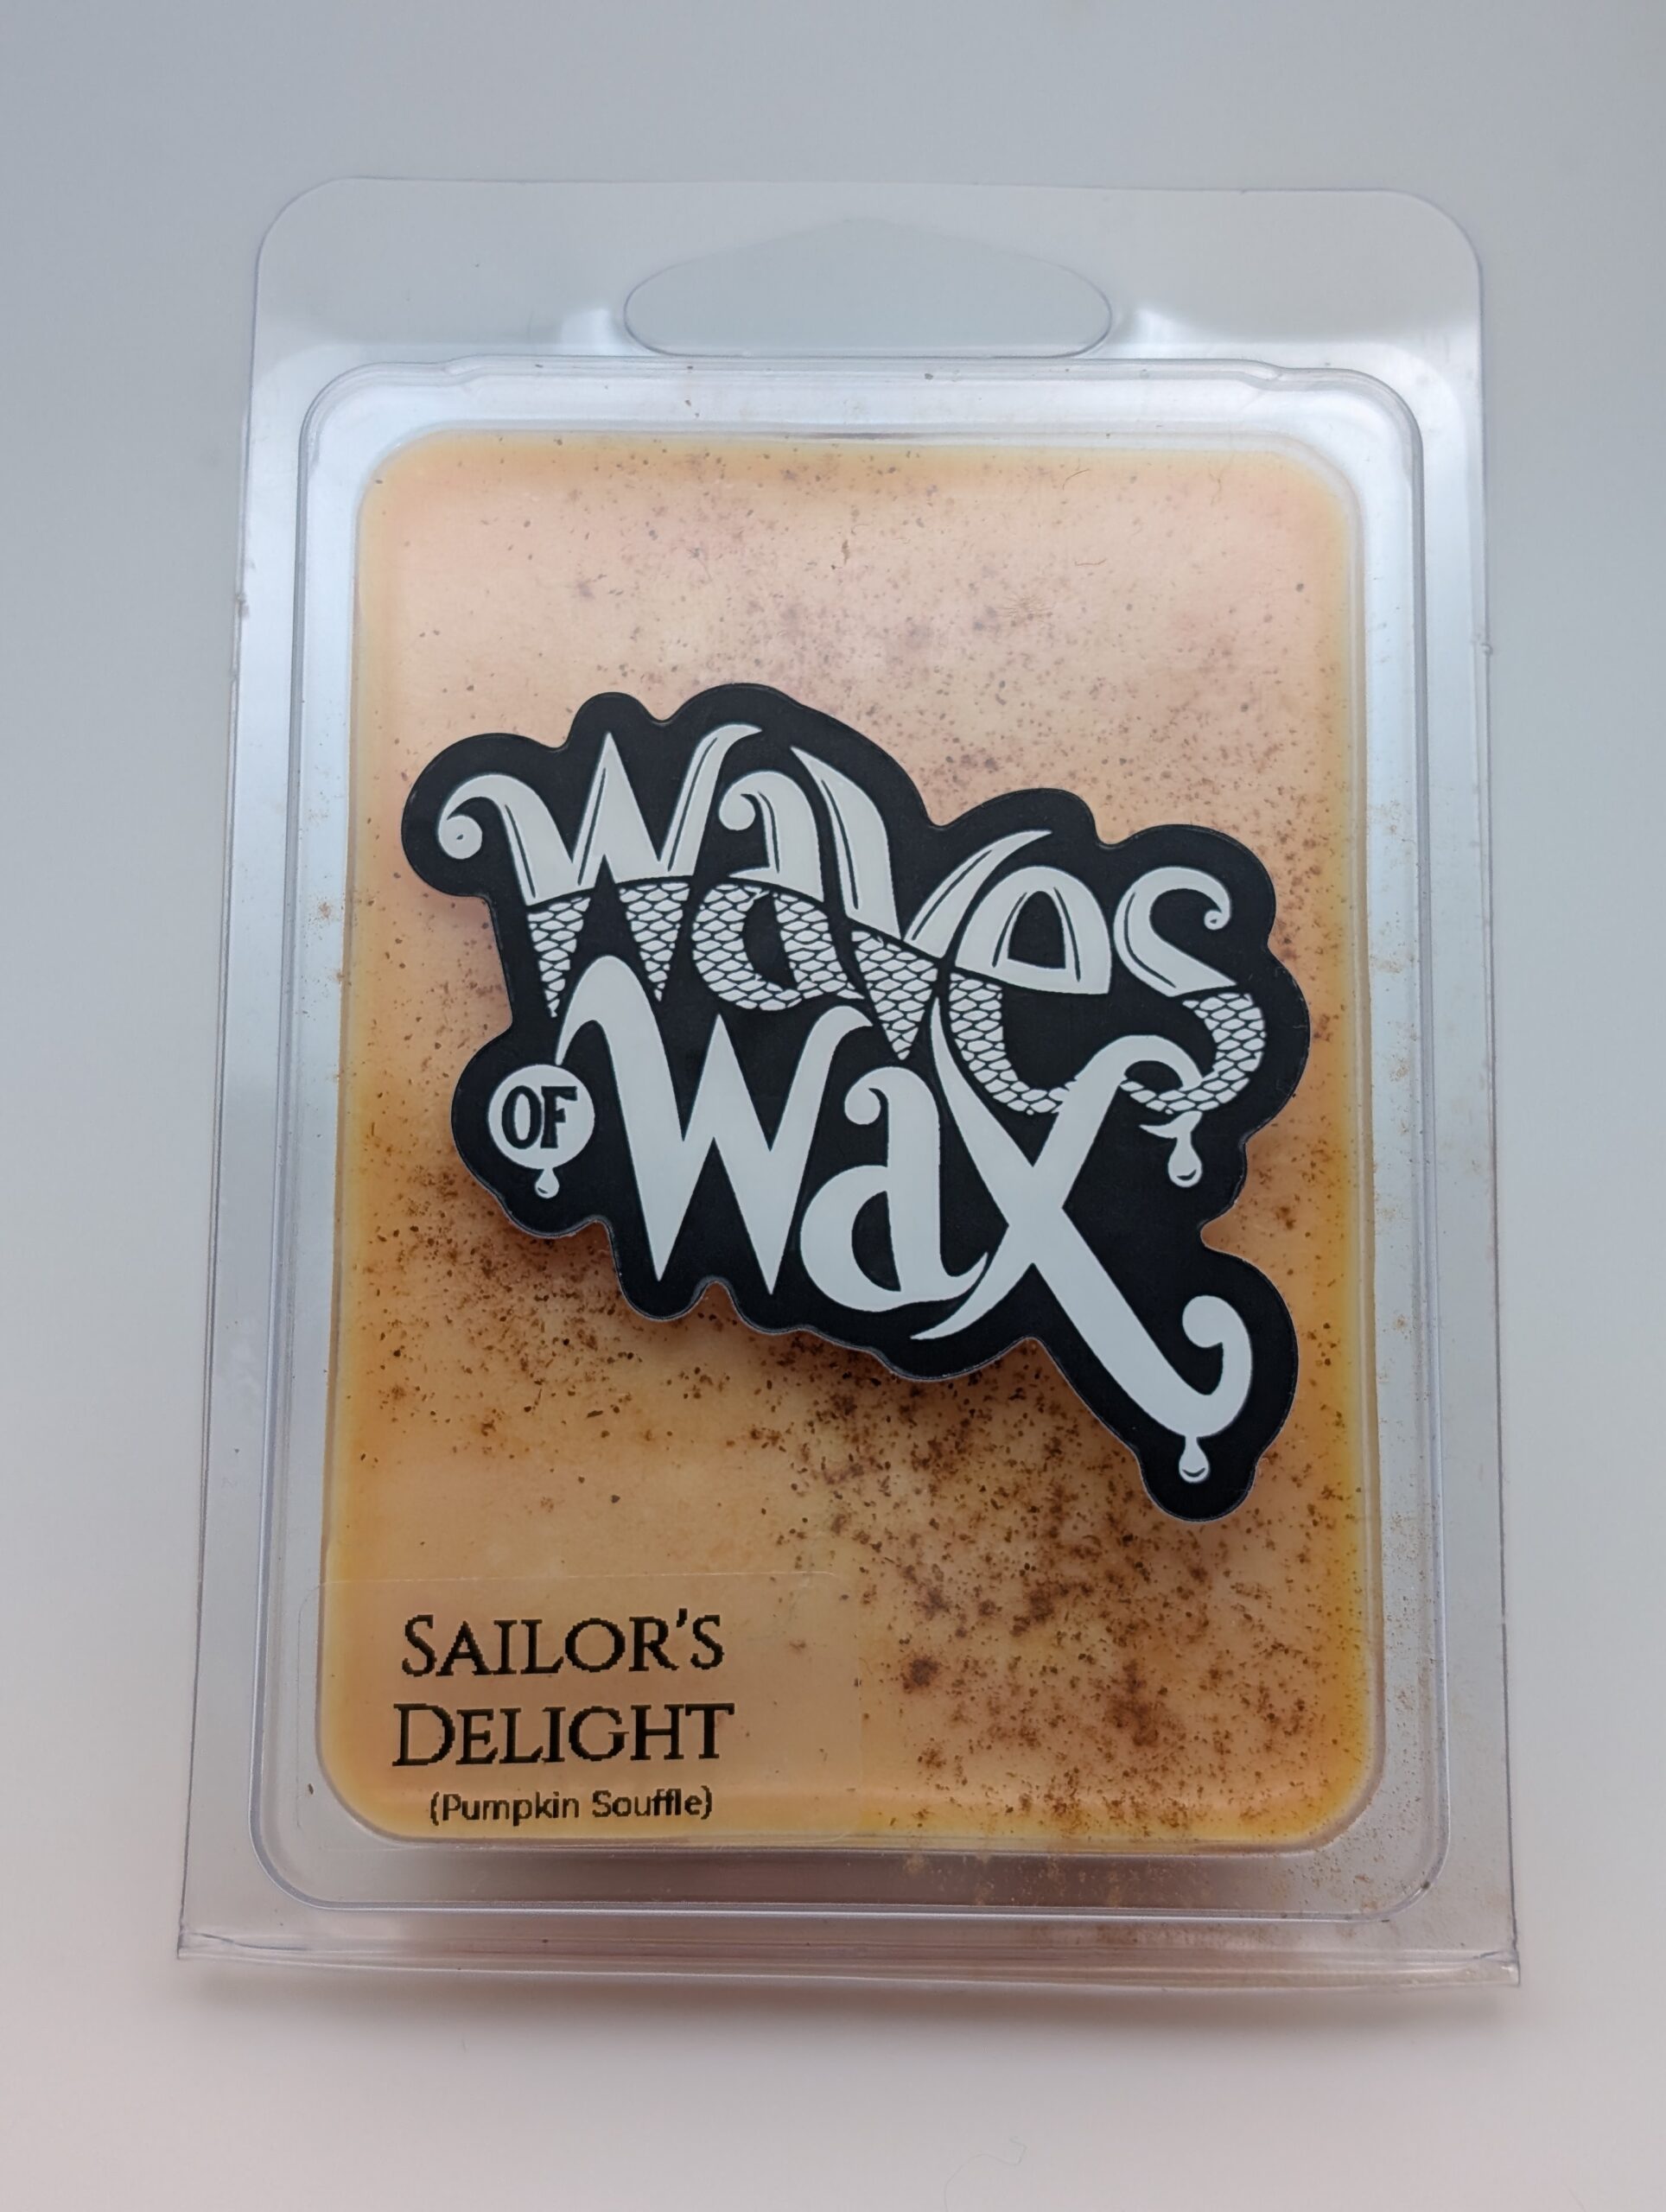 Waves
OF
Wax
SAILOR'S
DELIGHT
(Pumpkin Souffle)